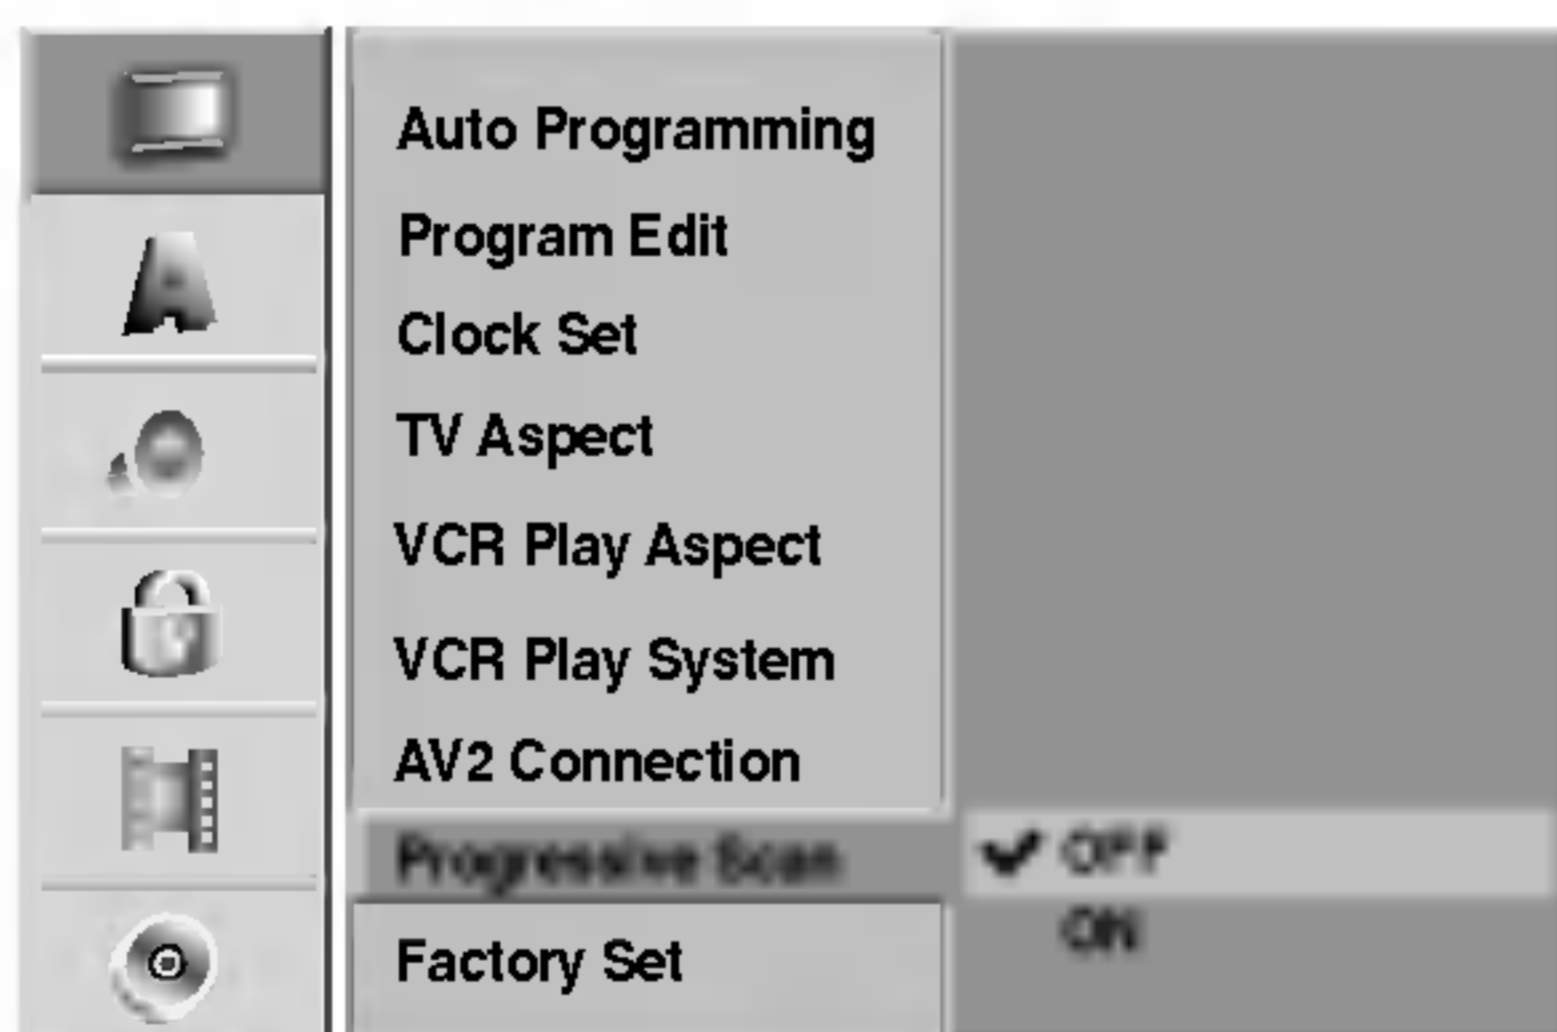 Auto Programming
Program Edit
Clock Set
TV Aspect
VCR Play Aspect
VCR Play System
AV2 Connection
Progressive Scan
✔ OFF
ON
Factory Set